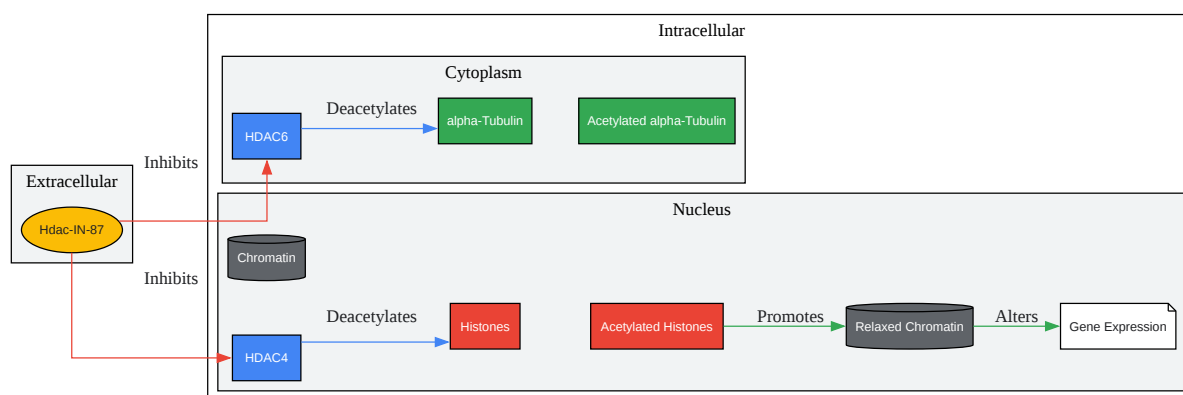 Intracellular
Cytoplasm
Deacetylates
HDAC6
alpha-Tubulin
Acetylated alpha-Tubulin
Inhibits
Extracellular
Hdac-IN-87
Inhibits
Nucleus
Chromatin
Deacetylates
HDAC4
Histones
Acetylated Histones
Promotes
Relaxed Chromatin
Alters
Gene Expression